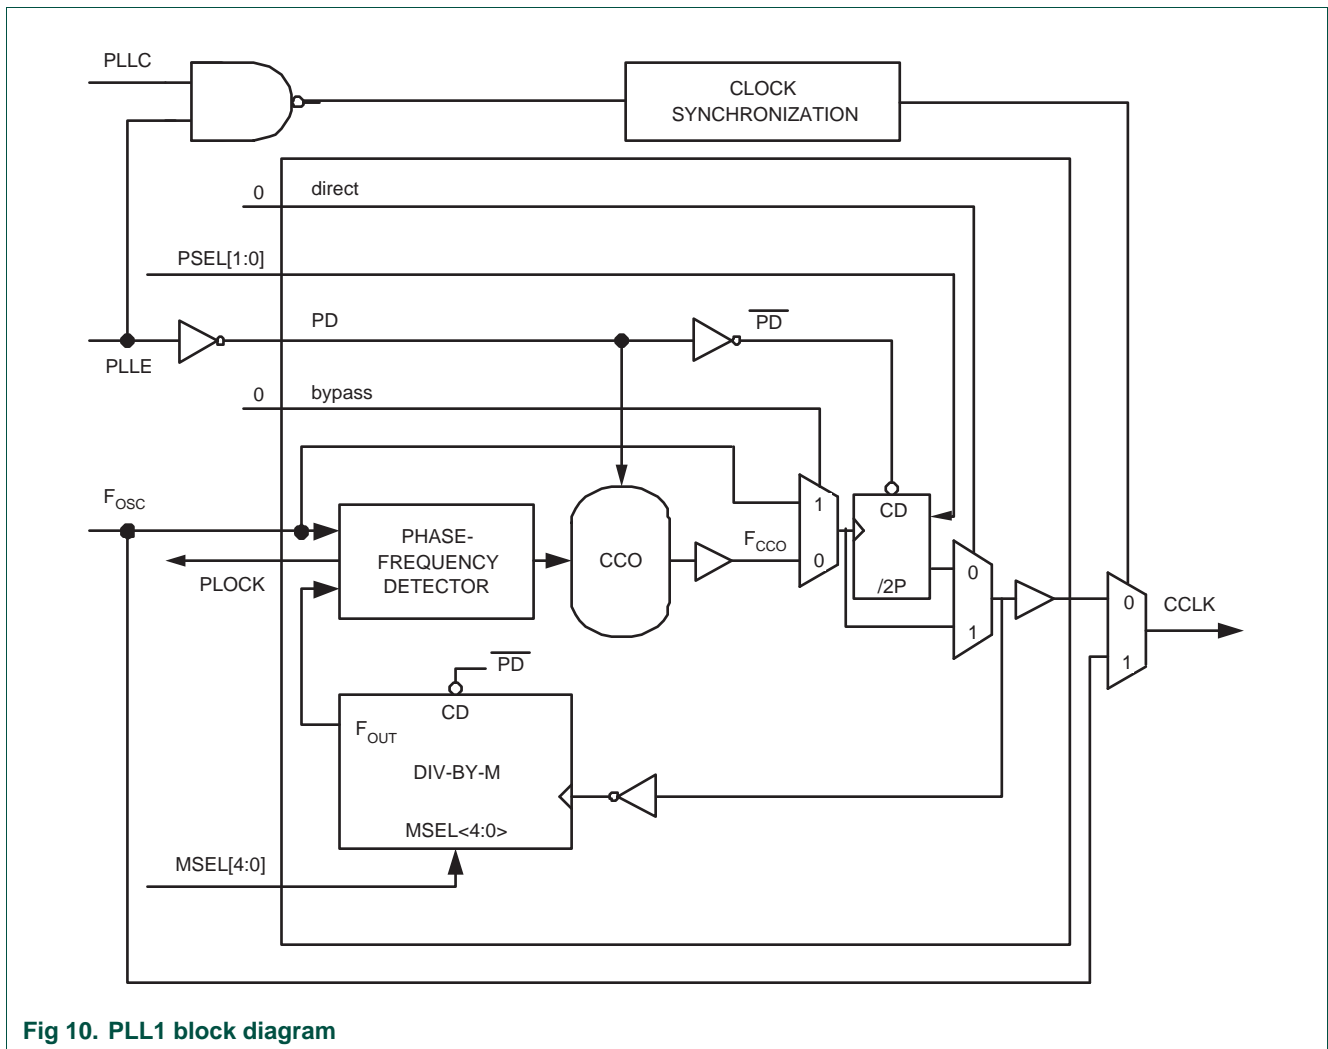 PLLC
CLOCK
SYNCHRONIZATION
0
direct
PSEL[1:0]
PD
PD
PLLE
0
bypass
FOSC
PLOCK
PHASE-
FREQUENCY
DETECTOR
CCO
FCCO
1
0
CD
/2P
0
1
0
1
CCLK
PD
CD
FOUT
DIV-BY-M
MSEL<4:0>
MSEL[4:0]
Fig 10. PLL1 block diagram